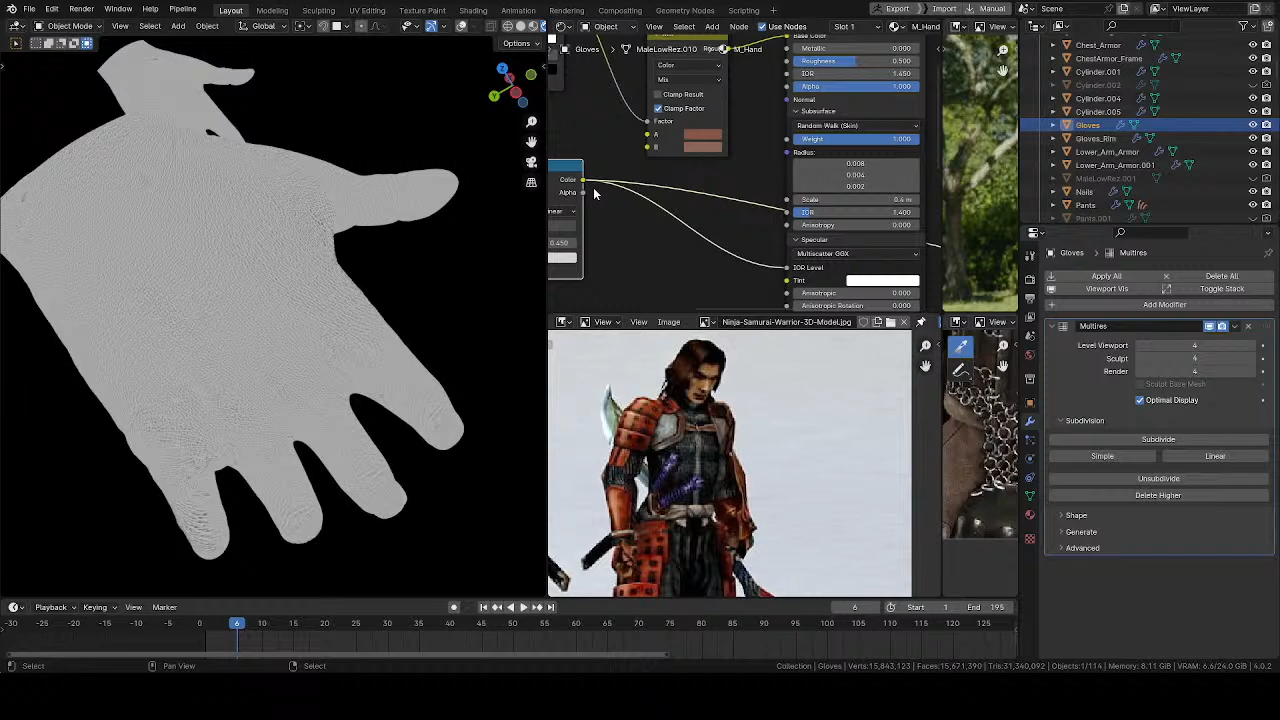 File Edit Render Window Help Pipeline Layout Modeling Sculpting UV Editing Texture Paint Shading Animation Rendering Compositing Geometry Nodes Scripting + Export Import Manual Scene ViewLayer
Object Mode View Select Add Object Global Object View Select Add Node Use Nodes Slot 1 M_Hand View
Options
Gloves MaleLowRez.010 M_Hand
Color
Mix
Clamp Result
Clamp Factor
Factor
A
B
Color
Alpha
0.450
Base Color
Metallic 0.000
Roughness 0.500
IOR 1.450
Alpha 1.000
Normal
Subsurface
Random Walk (Skin)
Weight 1.000
Radius:
0.008
0.004
0.002
Scale 0.4 m
IOR 1.400
Anisotropy 0.000
Specular
Multiscatter GGX
IOR Level
Tint
Anisotropic 0.000
Anisotropic Rotation 0.000
Chest_Armor
ChestArmor_Frame
Cylinder.001
Cylinder.002
Cylinder.004
Cylinder.005
Gloves
Gloves_Rim
Lower_Arm_Armor
Lower_Arm_Armor.001
MaleLowRez.001
Nails
Pants
Pants.001
Gloves Multires
Apply All Delete All
Viewport Vis Toggle Stack
Add Modifier
Multires
Level Viewport 4
Sculpt 4
Render 4
Sculpt Base Mesh
Optimal Display
Subdivision
Subdivide
Simple Linear
Unsubdivide
Delete Higher
Shape
Generate
Advanced
View View Image Ninja-Samurai-Warrior-3D-Model.jpg View
Playback Keying View Marker 6 Start 1 End 195
-30 -25 -20 -15 -10 -5 0 6 10 15 20 25 30 35 40 45 50 55 60 65 70 75 80 85 90 95 100 105 110 115 120 125
Select Pan View Select Collection | Gloves | Verts:15,843,123 | Faces:15,671,390 | Tris:31,340,092 | Objects:1/114 | Memory: 8.11 GiB | VRAM: 6.6/24.0 GiB | 4.0.2